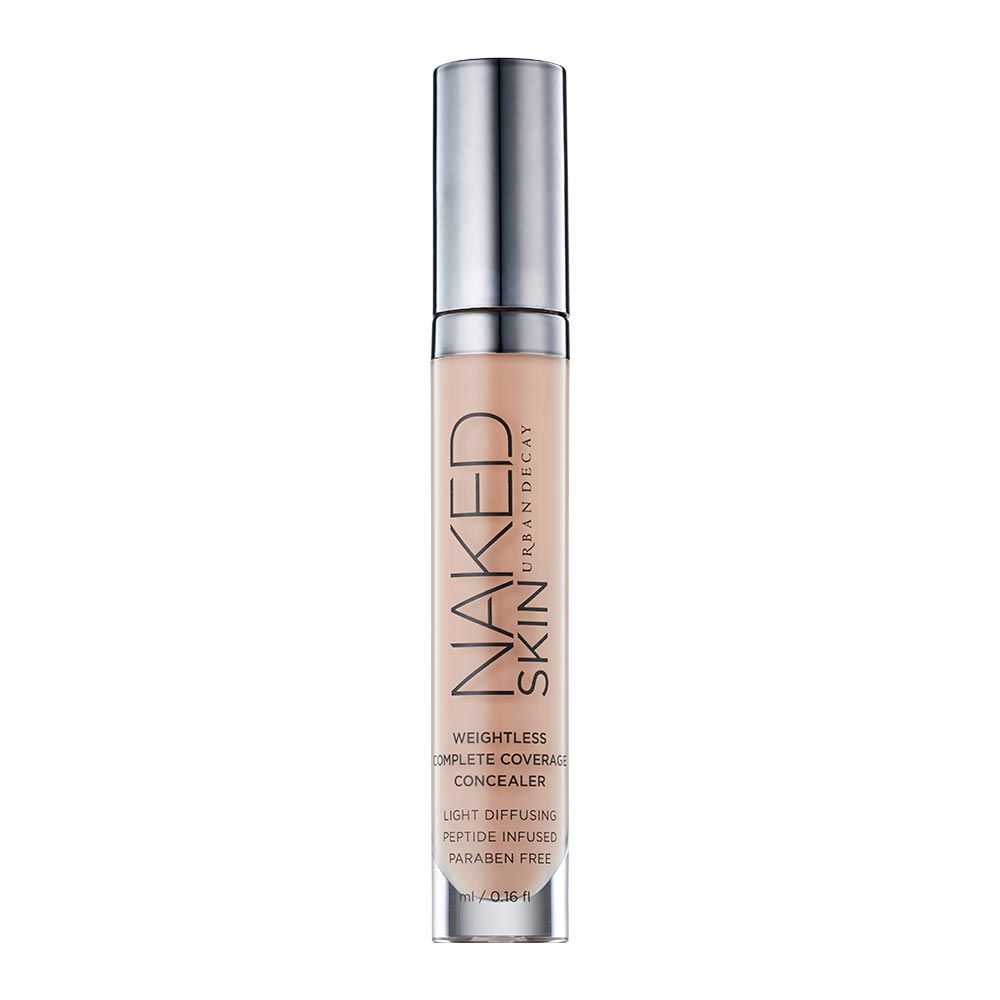 NAKED
SKIN
URBAN DECAY
WEIGHTLESS
COMPLETE COVERAGE
CONCEALER
LIGHT DIFFUSING
PEPTIDE INFUSED
PARABEN FREE
ml / 0.16 fl